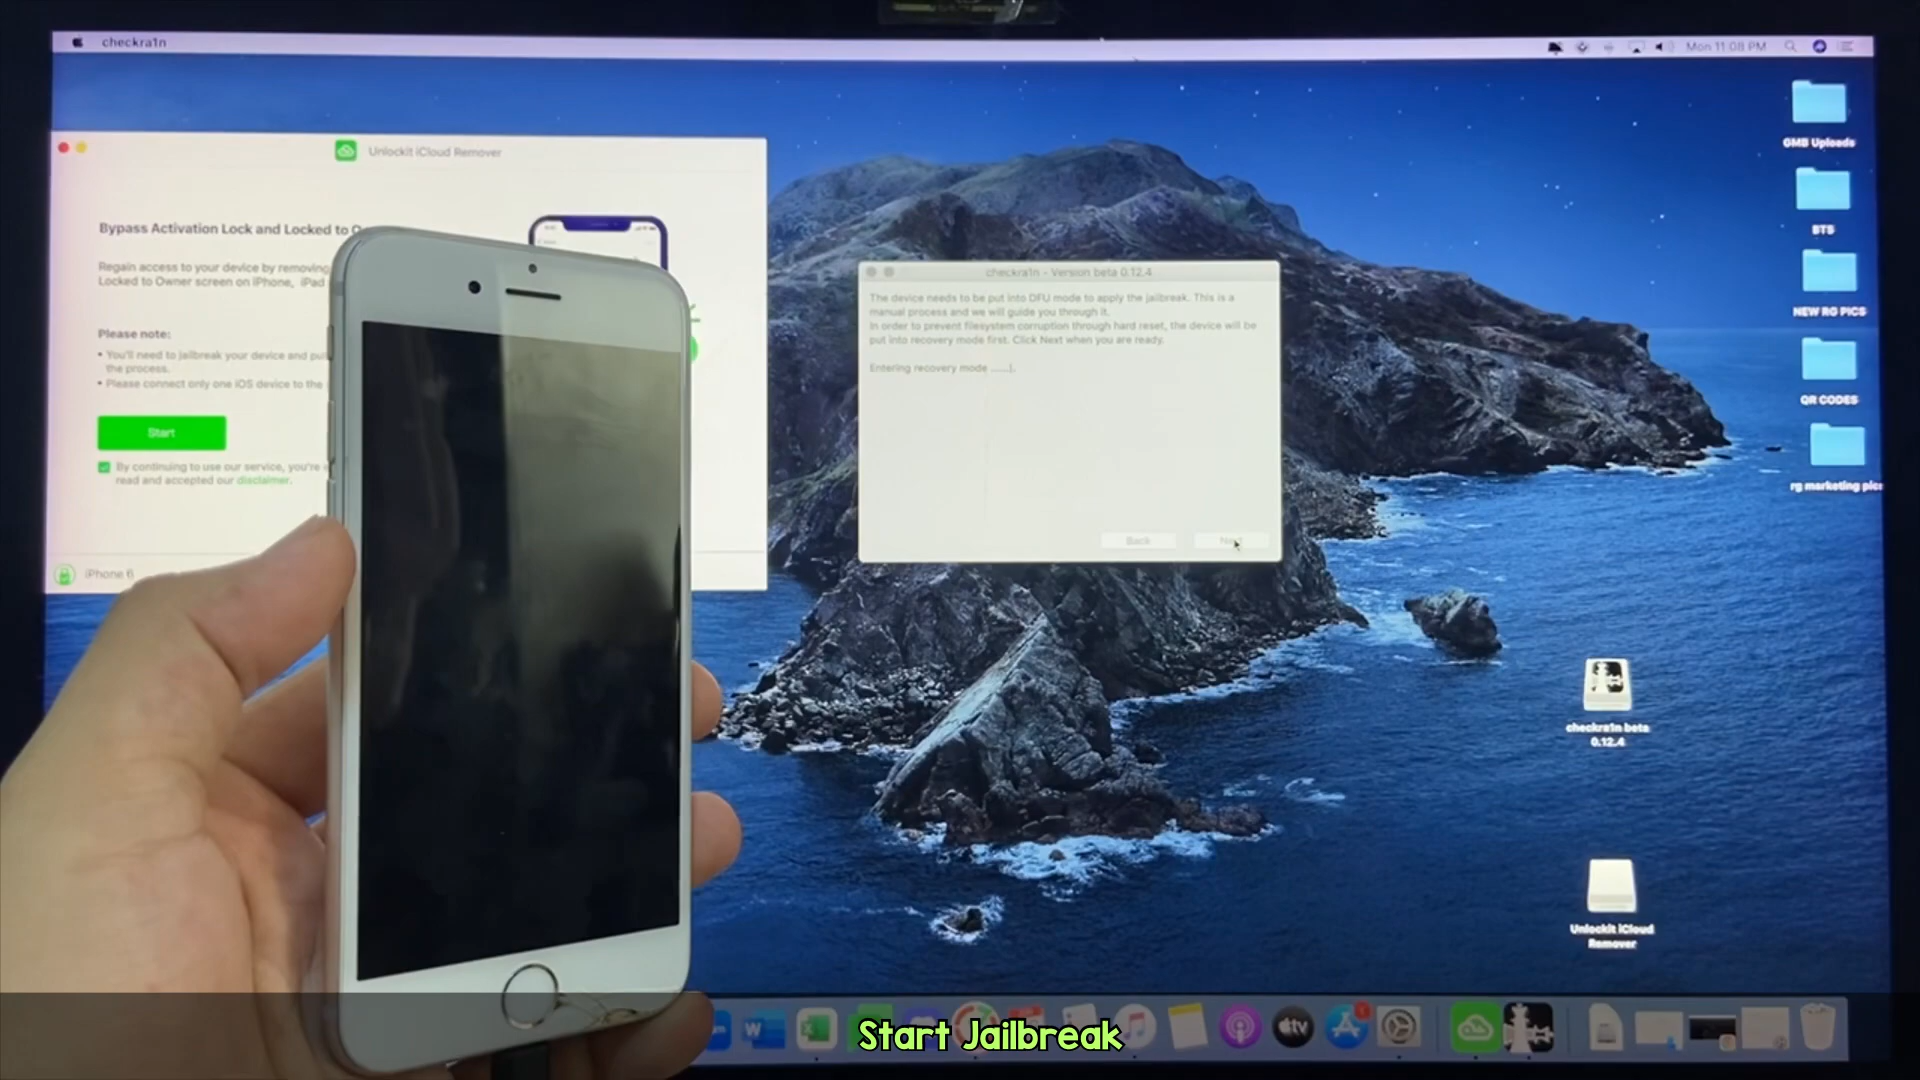 checkra1n
Mon 11:08 PM
GMB Uploads
BTS
NEW RG PICS
QR CODES
rg marketing pics
Unlockit iCloud Remover
Bypass Activation Lock and Locked to O
Regain access to your device by removing
Locked to Owner screen on iPhone, iPad
Please note:
• You'll need to jailbreak your device and
the process.
• Please connect only one iOS device to the
Start
By continuing to use our service, you're
read and accepted our disclaimer.
iPhone 6
checkra1n - Version beta 0.12.4
The device needs to be put into DFU mode to apply the jailbreak. This is a
manual process and we will guide you through it.
In order to prevent filesystem corruption through hard reset, the device will be
put into recovery mode first. Click Next when you are ready.
Entering recovery mode ......).
Back
checkra1n beta
0.12.4
Unlockit iCloud
Remover
tv
Start Jailbreak